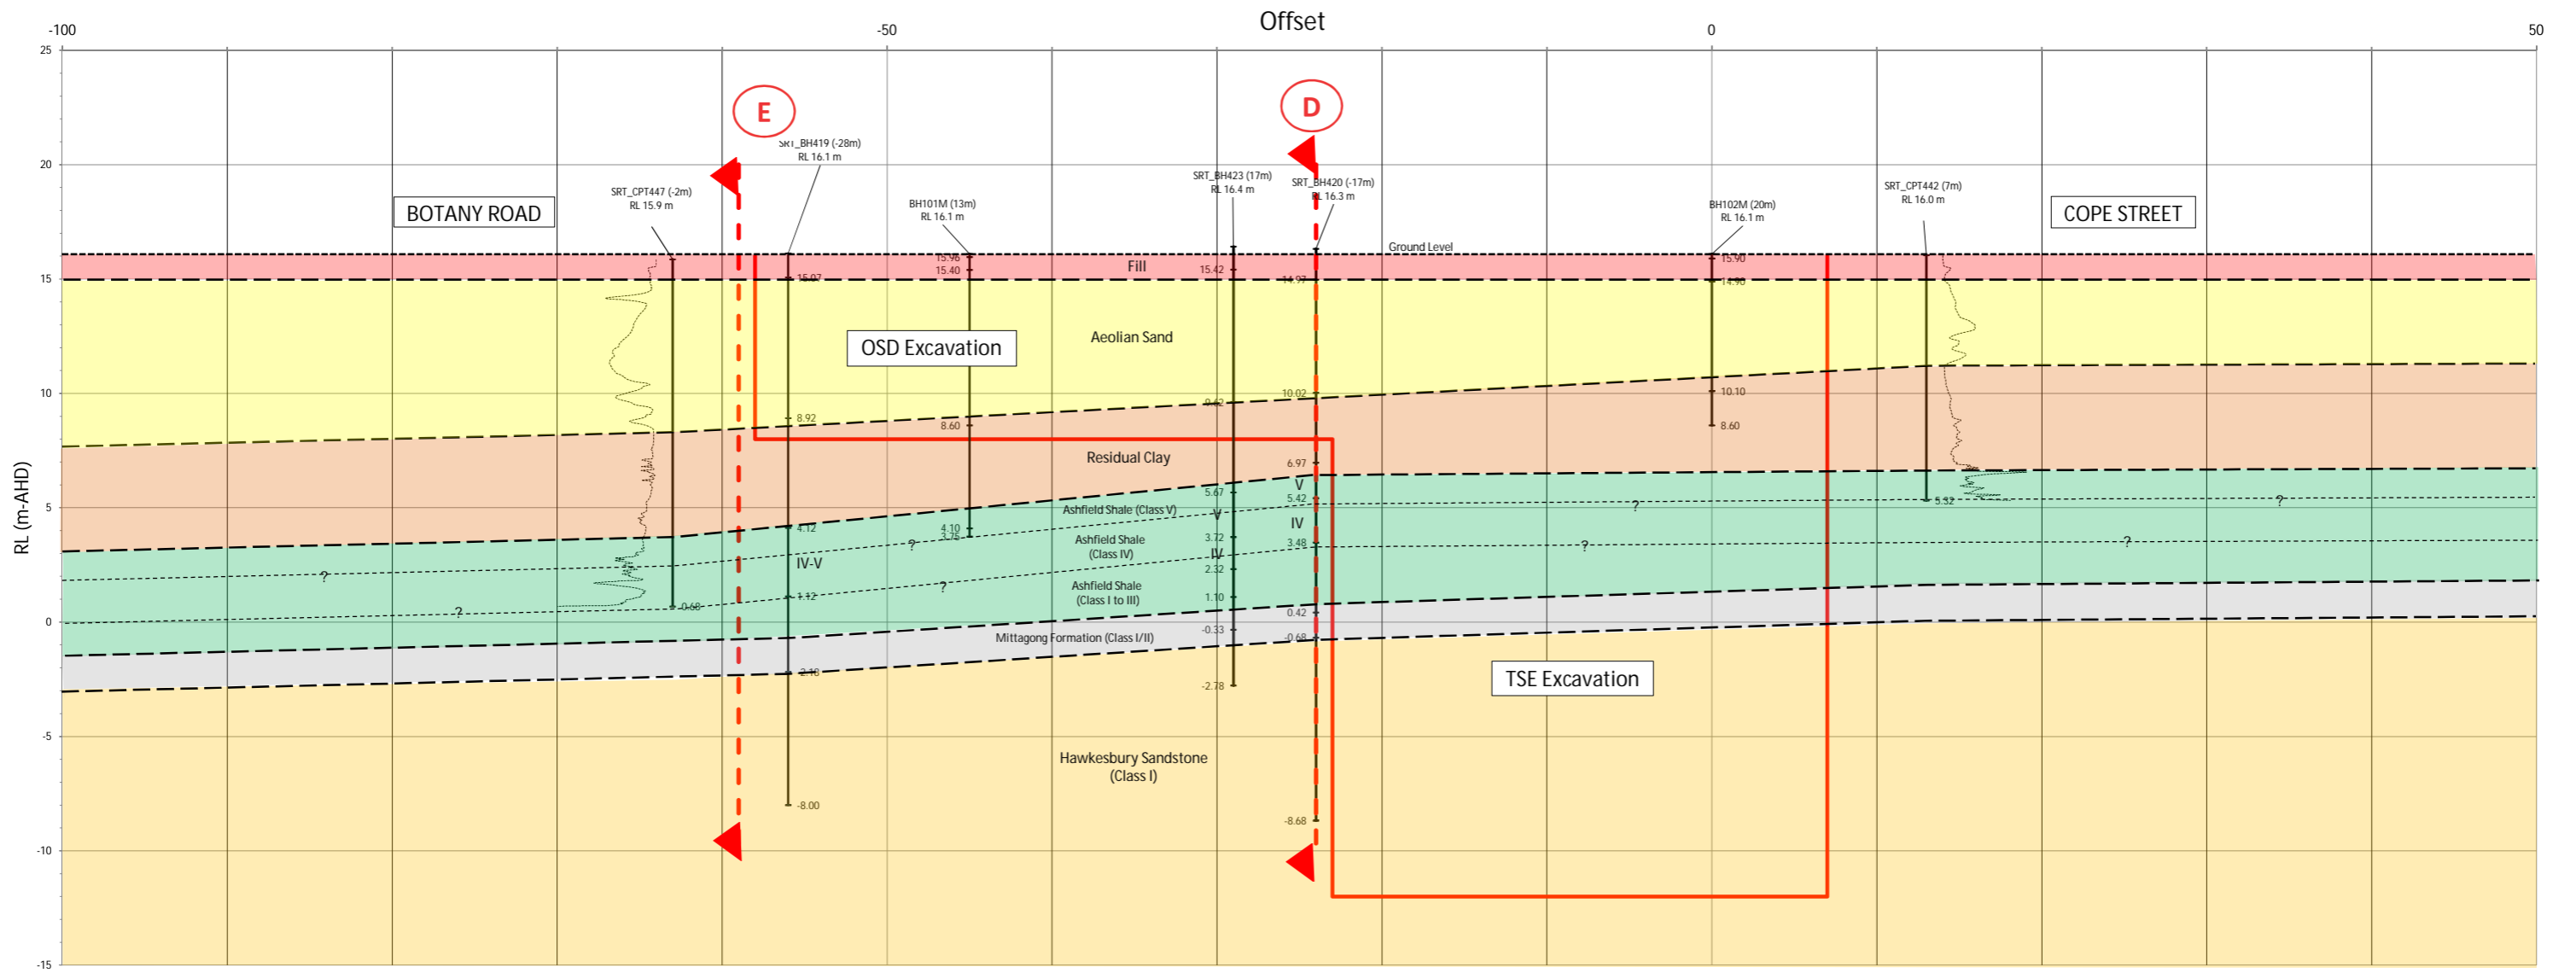 Offset
-100
-50
0
50
25
20
15
10
5
0
-5
-10
-15
RL (m-AHD)
E
D
SRT_BH419 (-28m)
RL 16.1 m
SRT_CPT447 (-2m)
RL 15.9 m
BOTANY ROAD
BH101M (13m)
RL 16.1 m
SRT_BH423 (17m)
RL 16.4 m
SRT_BH420 (-17m)
RL 16.3 m
BH102M (20m)
RL 16.1 m
SRT_CPT442 (7m)
RL 16.0 m
COPE STREET
Ground Level
Fill
15.96
15.40
15.42
15.07
14.97
15.90
14.90
Aeolian Sand
OSD Excavation
8.92
8.60
9.62
10.02
10.10
8.60
Residual Clay
6.97
V
5.67
5.42
5.32
Ashfield Shale (Class V)
V
IV
4.12
4.10
3.75
3.72
3.48
Ashfield Shale
(Class IV)
IV
IV-V
2.32
?
?
?
?
?
?
?
?
Ashfield Shale
(Class I to III)
1.12
1.10
0.68
0.42
-0.33
-0.68
Mittagong Formation (Class I/II)
-2.18
-2.78
TSE Excavation
Hawkesbury Sandstone
(Class I)
-8.00
-8.68